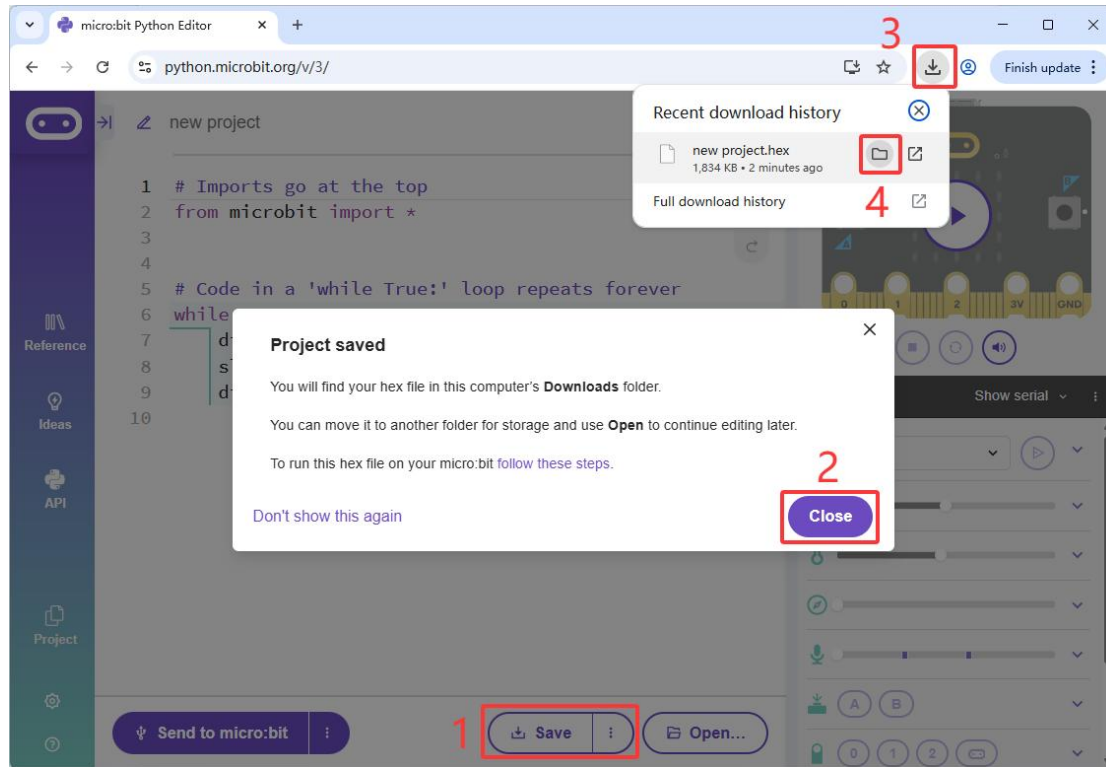 micro:bit Python Editor
3
python.microbit.org/v/3/
Finish update
Recent download history
new project
new project.hex
1,834 KB • 2 minutes ago
4
Full download history
1 # Imports go at the top
2 from microbit import *
3
4
5 # Code in a 'while True:' loop repeats forever
6 while
7 d
8 s
9 d
10
0 1 2 3V GND
Reference
Ideas
API
Project
Project saved
You will find your hex file in this computer's Downloads folder.
You can move it to another folder for storage and use Open to continue editing later.
To run this hex file on your micro:bit follow these steps.
2
Don't show this again
Close
Show serial
A B
0 1 2
1
Send to micro:bit
Save
Open...